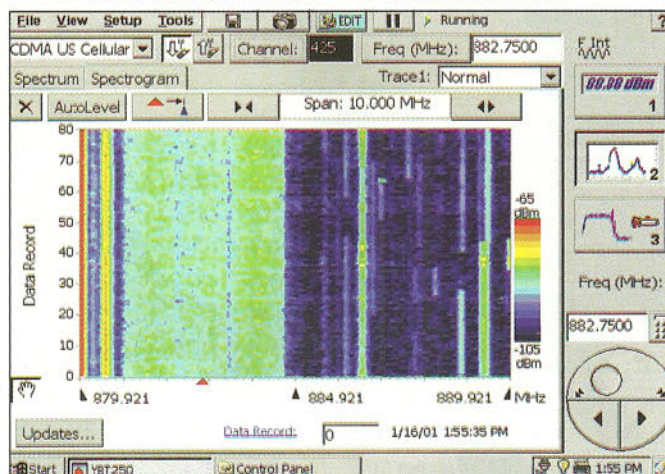 File View Setup Tools EDIT Running
CDMA US Cellular Channel: 425 Freq (MHz): 882.7500
Spectrum Spectrogram Trace1: Normal
AutoLevel Span: 10.000 MHz
F Int
88.88 dBm
1
2
3
80
70
60
50
40
30
20
10
0
Data Record
-65
dBm
-105
dBm
879.921 884.921 889.921 MHz
Freq (MHz):
882.7500
Updates... Data Record: 0 1/16/01 1:55:35 PM
Start YBT250 Control Panel 1:55 PM